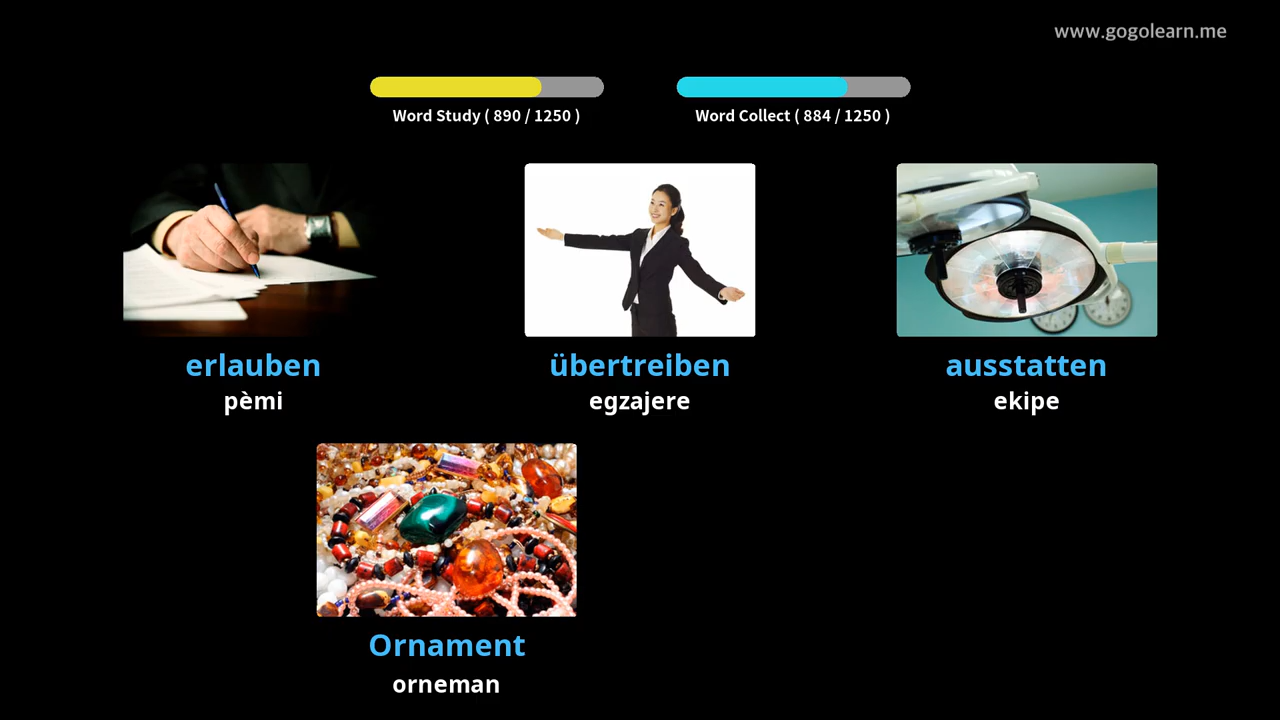 www.gogolearn.me
Word Study ( 890 / 1250 )
Word Collect ( 884 / 1250 )
erlauben
pèmi
übertreiben
egzajere
ausstatten
ekipe
Ornament
orneman